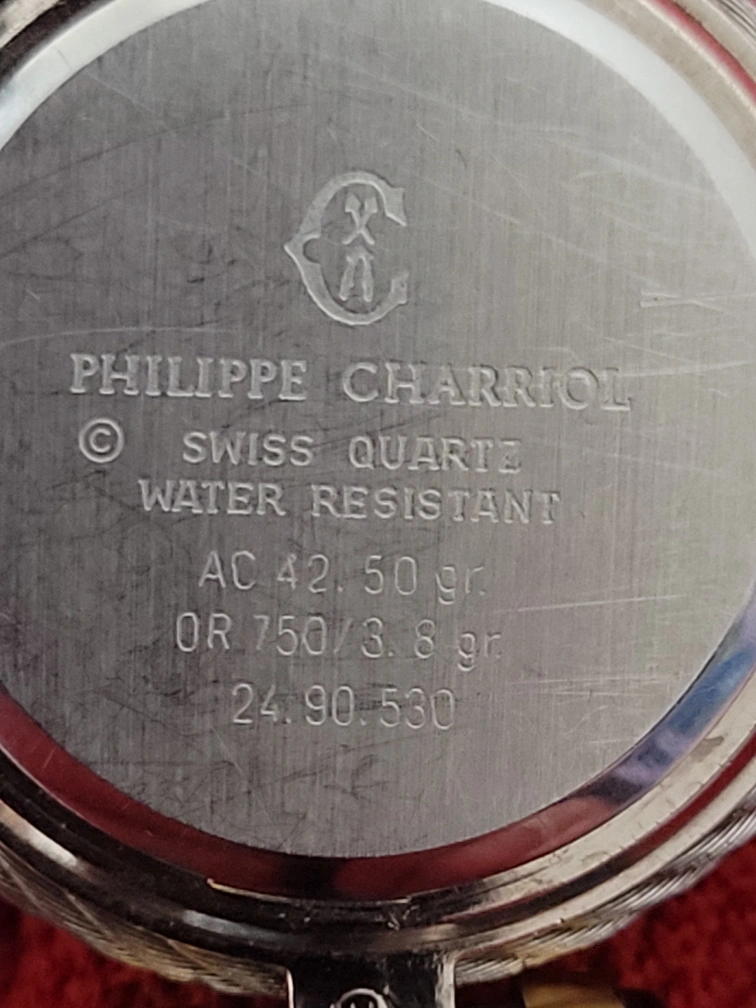 PHILIPPE CHARRIOL
© SWISS QUARTZ
WATER RESISTANT
AC 42.50 gr.
OR 750/3.8 gr.
24.90.530